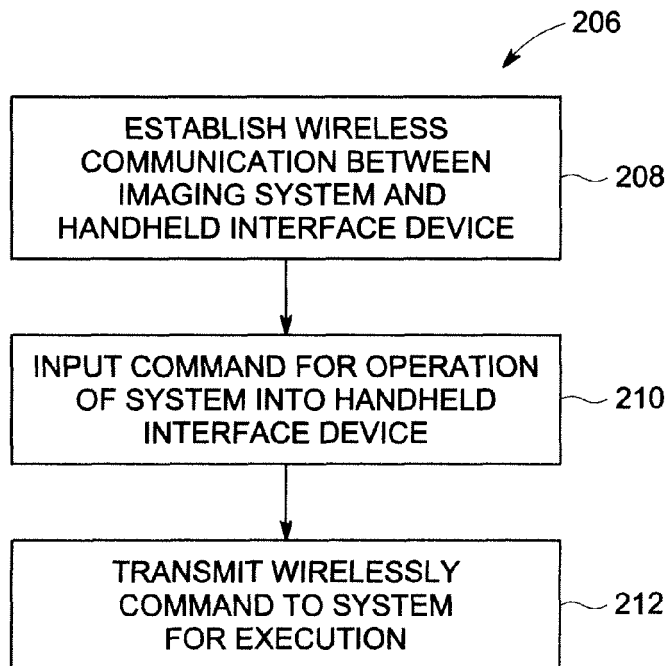 206
ESTABLISH WIRELESS
COMMUNICATION BETWEEN
IMAGING SYSTEM AND
HANDHELD INTERFACE DEVICE
208
INPUT COMMAND FOR OPERATION
OF SYSTEM INTO HANDHELD
INTERFACE DEVICE
210
TRANSMIT WIRELESSLY
COMMAND TO SYSTEM
FOR EXECUTION
212